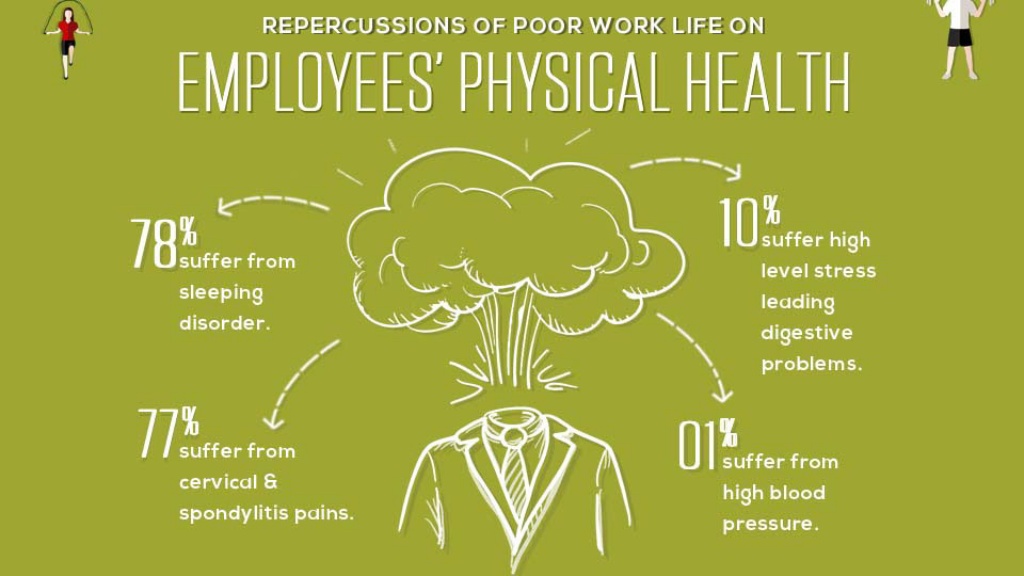 REPERCUSSIONS OF POOR WORK LIFE ON
EMPLOYEES' PHYSICAL HEALTH
78%
suffer from
sleeping
disorder.
10%
suffer high
level stress
leading
digestive
problems.
77%
suffer from
cervical &
spondylitis pains.
01%
suffer from
high blood
pressure.